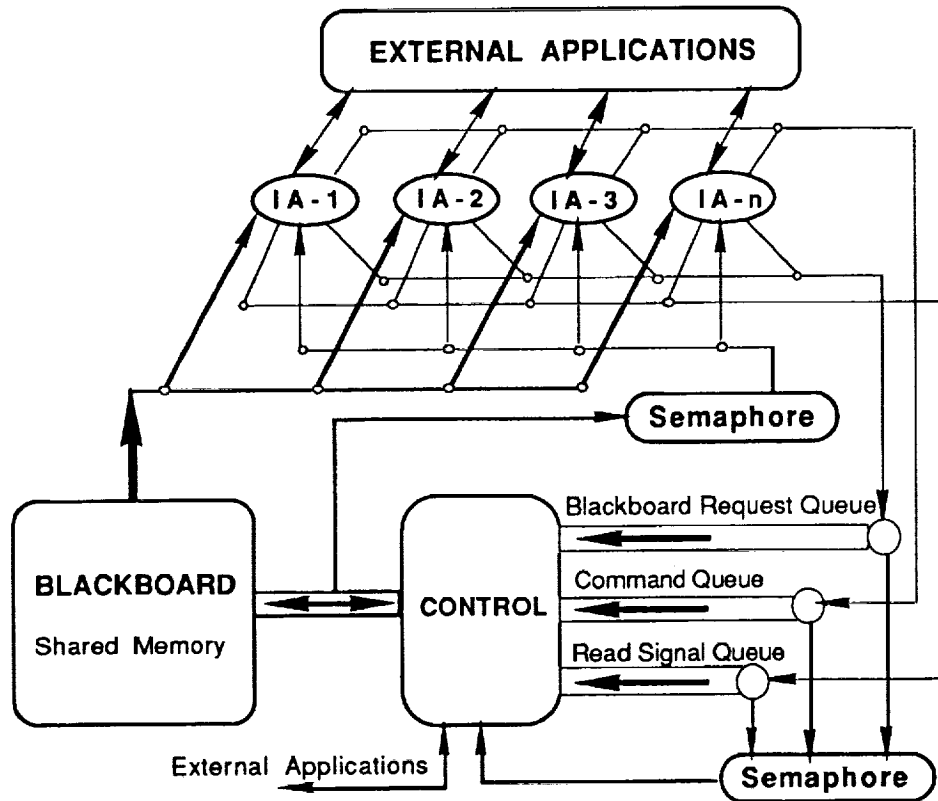 EXTERNAL APPLICATIONS
IA-1
IA-2
IA-3
IA-n
Semaphore
Blackboard Request Queue
BLACKBOARD
Shared Memory
CONTROL
Command Queue
Read Signal Queue
External Applications
Semaphore